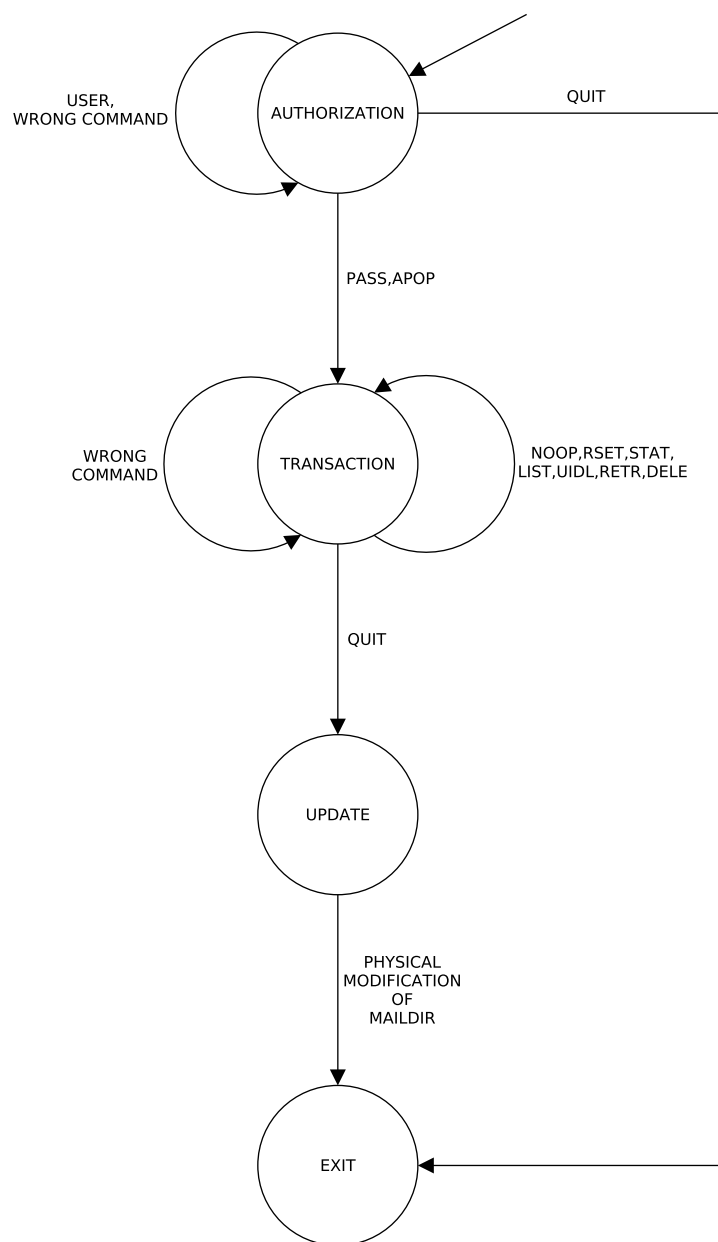 USER,
WRONG COMMAND
AUTHORIZATION
QUIT
PASS,APOP
WRONG
COMMAND
TRANSACTION
NOOP,RSET,STAT,
LIST,UIDL,RETR,DELE
QUIT
UPDATE
PHYSICAL
MODIFICATION
OF
MAILDIR
EXIT